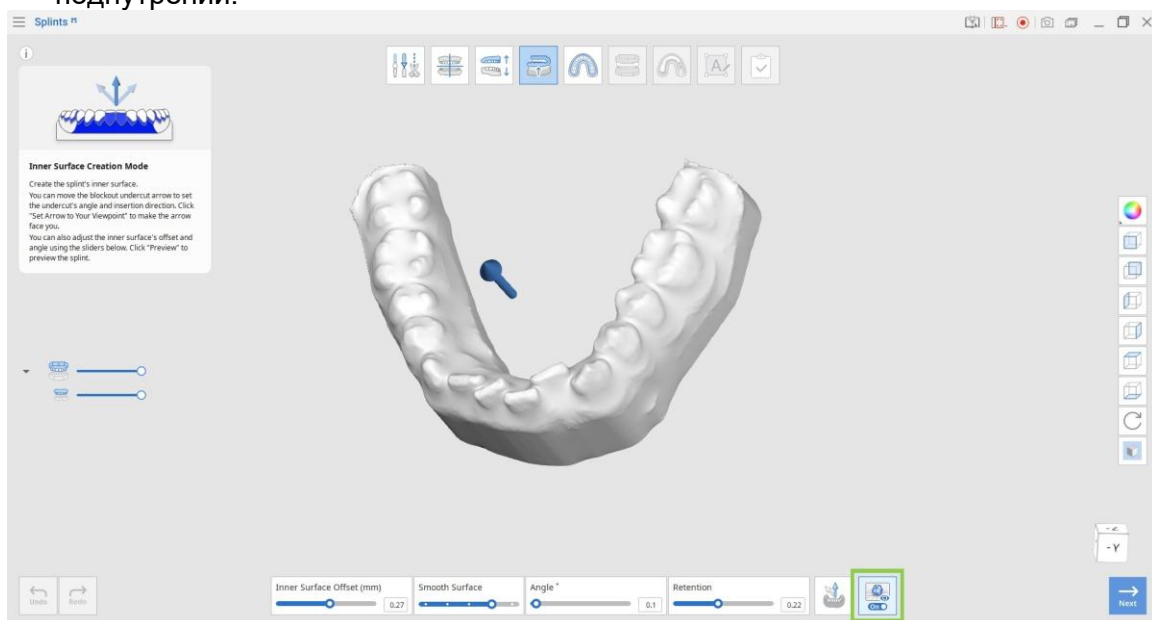 поднутрений.
Splints
Inner Surface Creation Mode
Create the splint's inner surface.
You can move the blockout undercut arrow to set
the undercut's angle and insertion direction. Click
"Set Arrow to Your Viewpoint" to make the arrow
face you.
You can also adjust the inner surface's offset and
angle using the sliders below. Click "Preview" to
preview the splint.
-Z
-Y
Undo
Redo
Inner Surface Offset (mm)
0.27
Smooth Surface
Angle °
0.1
Retention
0.22
On
Next